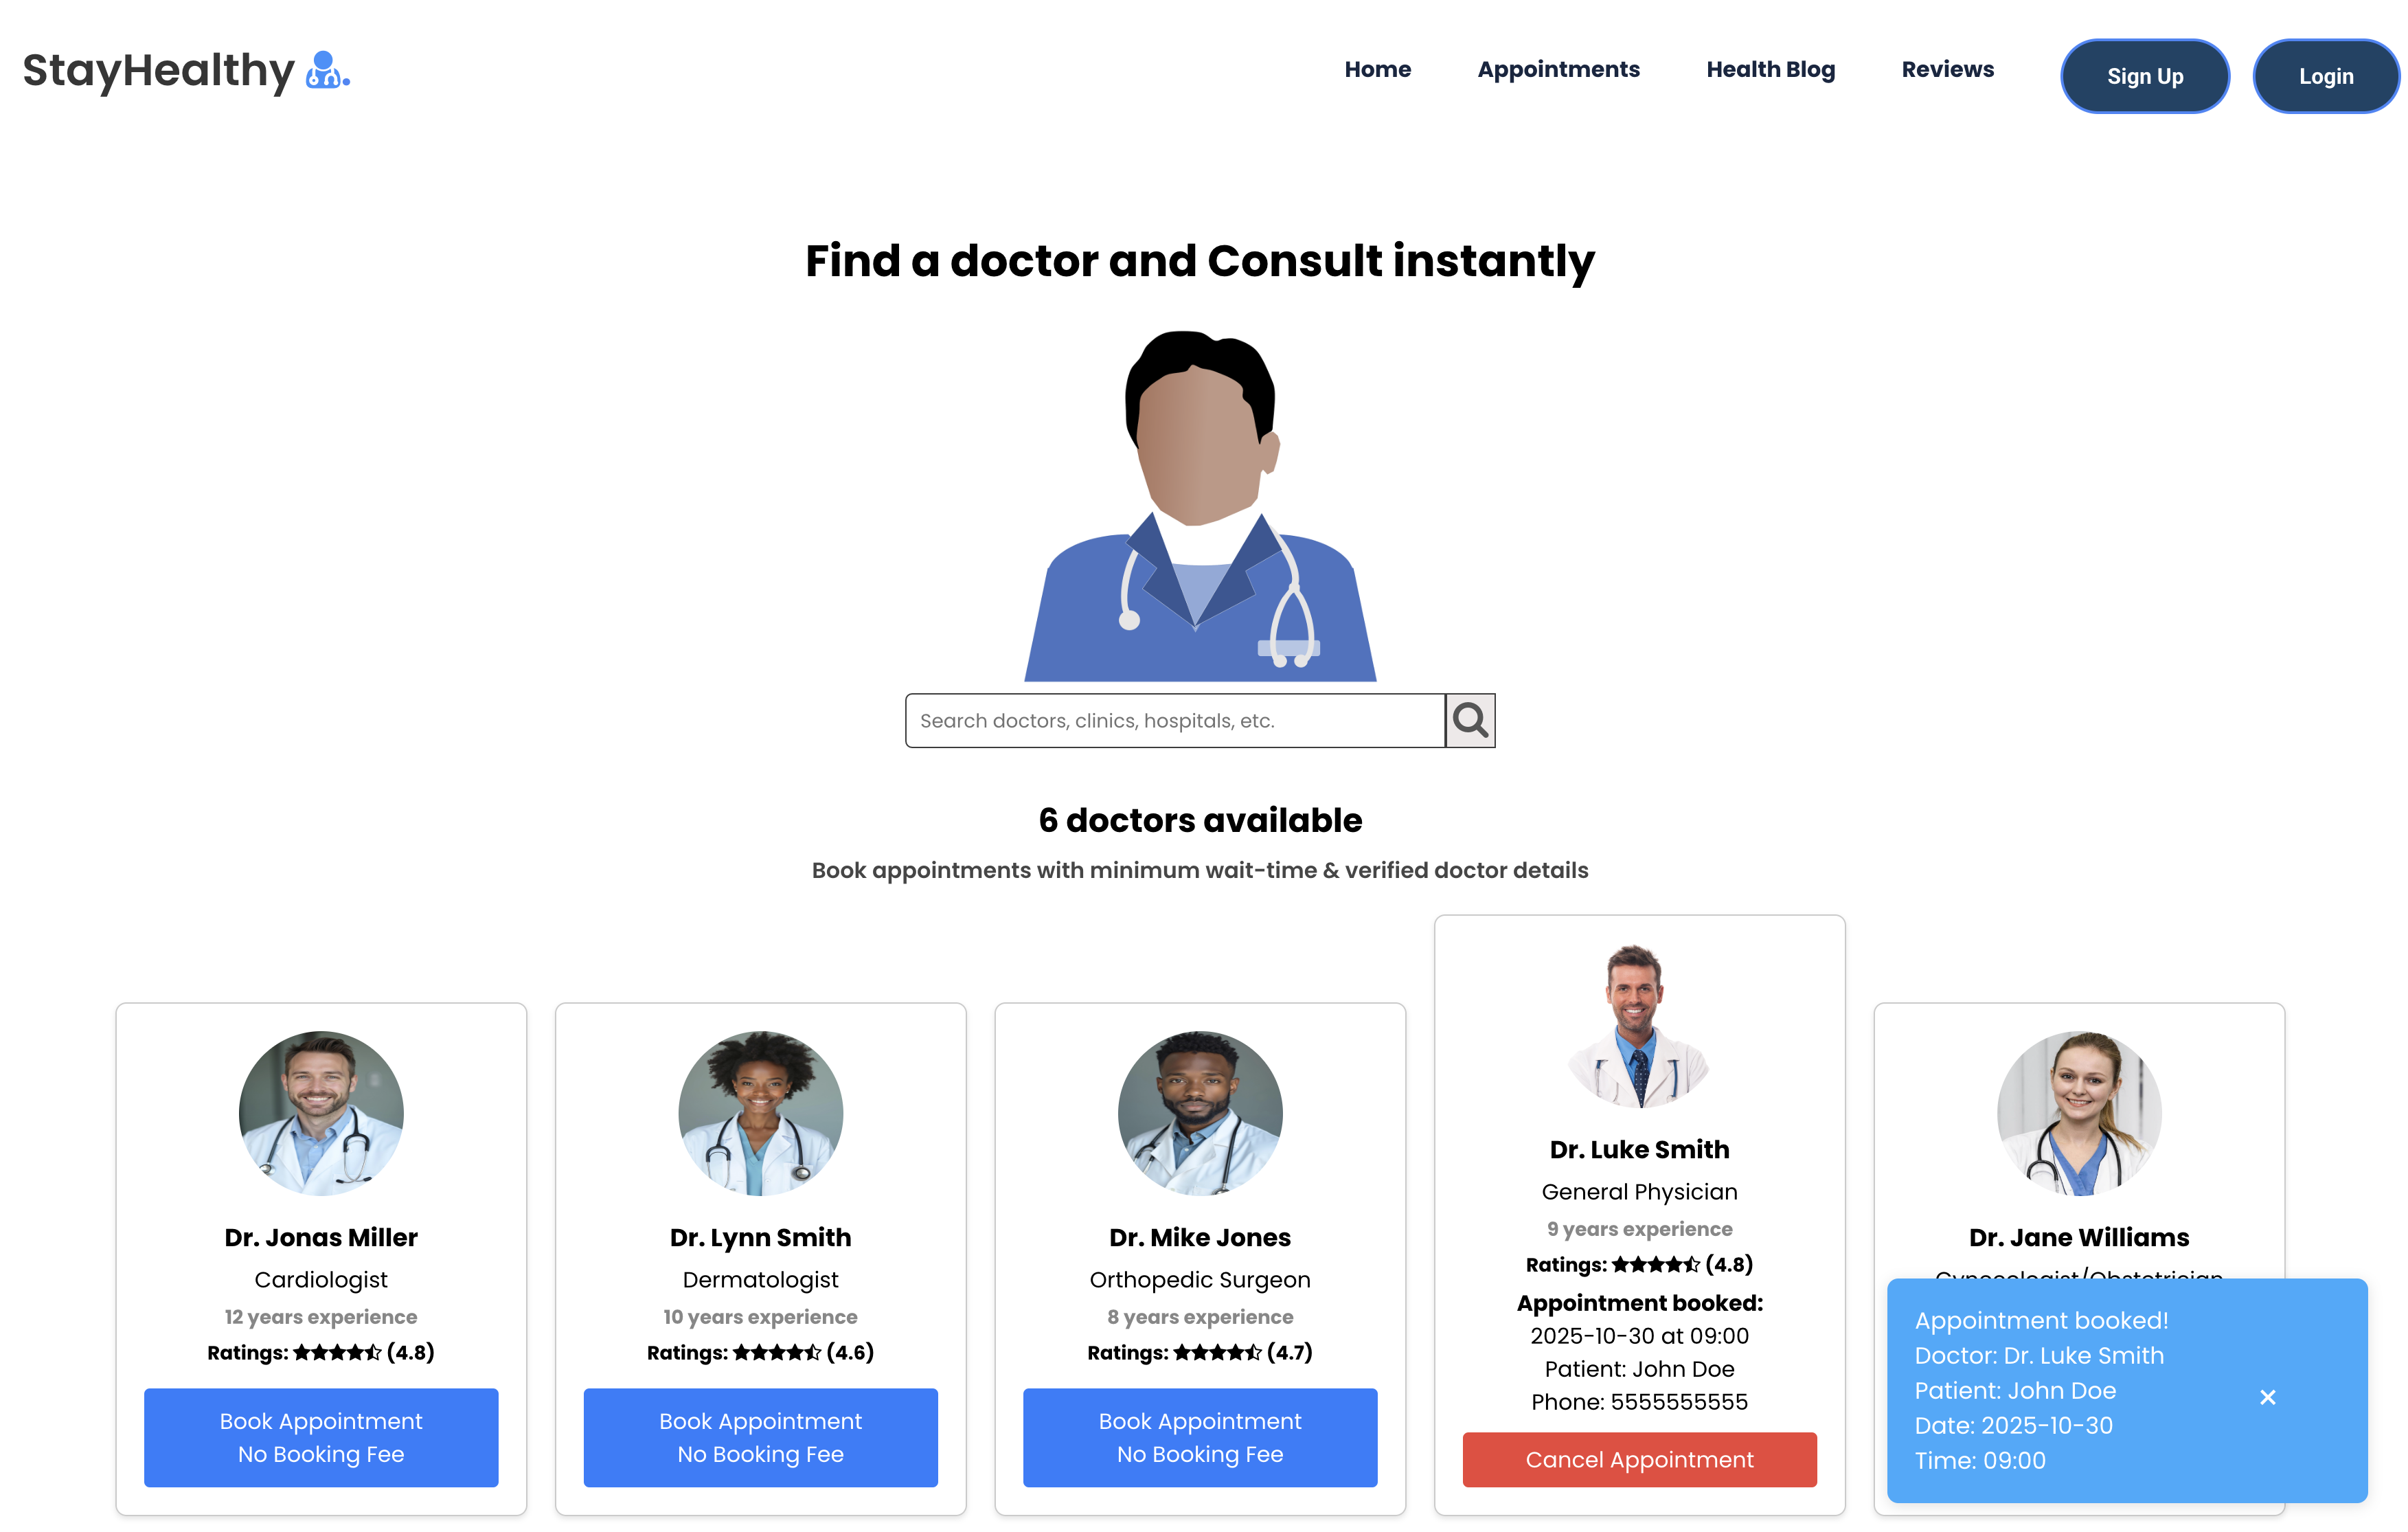 StayHealthy
Home
Appointments
Health Blog
Reviews
Sign Up
Login
Find a doctor and Consult instantly
Search doctors, clinics, hospitals, etc.
6 doctors available
Book appointments with minimum wait-time & verified doctor details
Dr. Jonas Miller
Cardiologist
12 years experience
Ratings: (4.8)
Book Appointment
No Booking Fee
Dr. Lynn Smith
Dermatologist
10 years experience
Ratings: (4.6)
Book Appointment
No Booking Fee
Dr. Mike Jones
Orthopedic Surgeon
8 years experience
Ratings: (4.7)
Book Appointment
No Booking Fee
Dr. Luke Smith
General Physician
9 years experience
Ratings: (4.8)
Appointment booked:
2025-10-30 at 09:00
Patient: John Doe
Phone: 5555555555
Cancel Appointment
Dr. Jane Williams
Gynecologist/Obstetrician
Appointment booked!
Doctor: Dr. Luke Smith
Patient: John Doe
Date: 2025-10-30
Time: 09:00